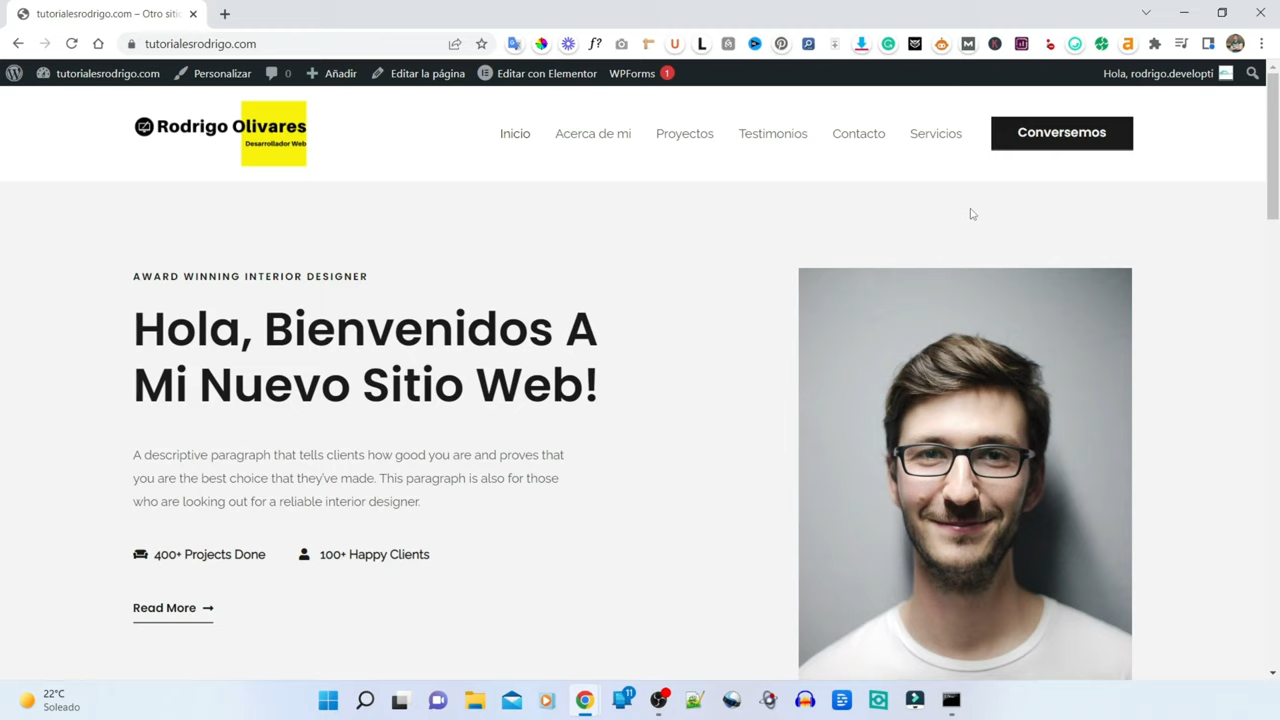 tutorialesrodrigo.com – Otro siti
tutorialesrodrigo.com
tutorialesrodrigo.com
Personalizar
0
Añadir
Editar la página
Editar con Elementor
WPForms 1
Hola, rodrigo.developti
Rodrigo Olivares
Desarrollador Web
Inicio
Acerca de mi
Proyectos
Testimonios
Contacto
Servicios
Conversemos
AWARD WINNING INTERIOR DESIGNER
Hola, Bienvenidos A
Mi Nuevo Sitio Web!
A descriptive paragraph that tells clients how good you are and proves that
you are the best choice that they've made. This paragraph is also for those
who are looking out for a reliable interior designer.
400+ Projects Done
100+ Happy Clients
Read More
22°C
Soleado
11